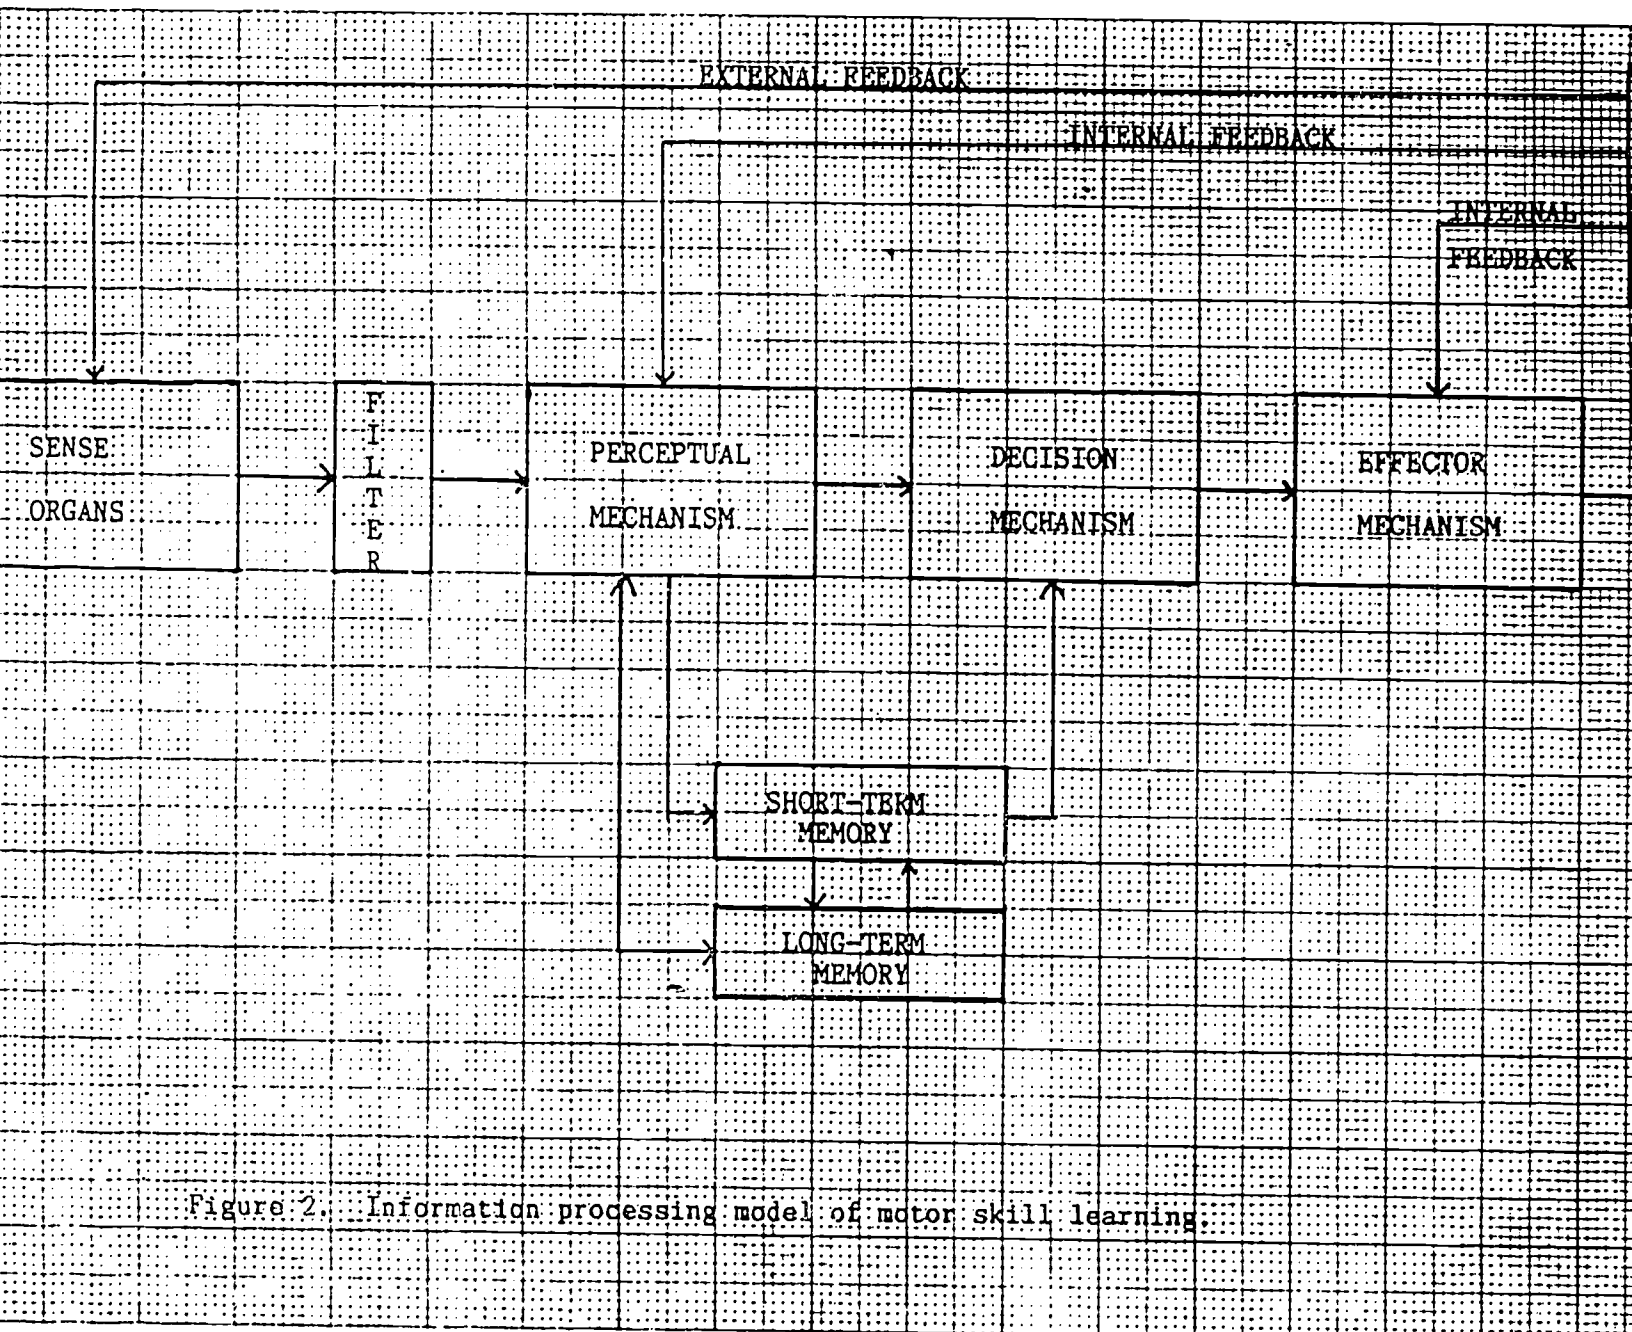 EXTERNAL FEEDBACK
INTERNAL FEEDBACK
INTERNAL
FEEDBACK
SENSE
ORGANS
FILTER
PERCEPTUAL
MECHANISM
DECISION
MECHANISM
EFFECTOR
MECHANISM
SHORT-TERM
MEMORY
LONG-TERM
MEMORY
Figure 2. Information processing model of motor skill learning.